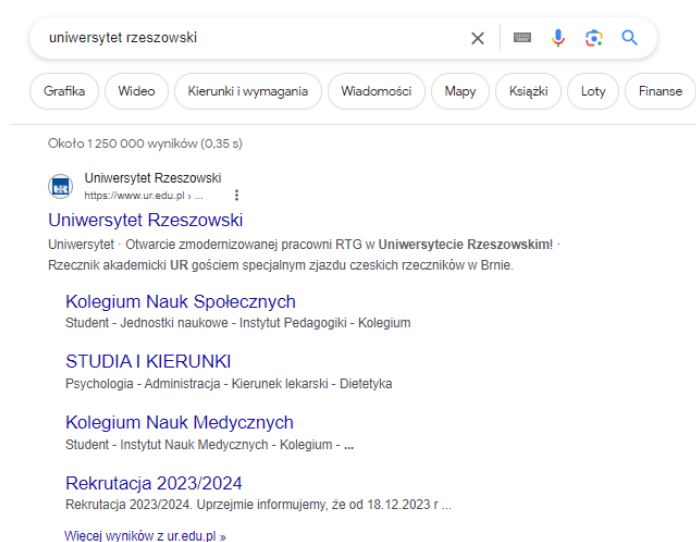 uniwersytet rzeszowski
Grafika Wideo Kierunki i wymagania Wiadomości Mapy Książki Loty Finanse
Około 1 250 000 wyników (0,35 s)
UR
Uniwersytet Rzeszowski
https://www.ur.edu.pl › ...
Uniwersytet Rzeszowski
Uniwersytet · Otwarcie zmodernizowanej pracowni RTG w Uniwersytecie Rzeszowskim! ·
Rzecznik akademicki UR gościem specjalnym zjazdu czeskich rzeczników w Brnie.
Kolegium Nauk Społecznych
Student - Jednostki naukowe - Instytut Pedagogiki - Kolegium
STUDIA I KIERUNKI
Psychologia - Administracja - Kierunek lekarski - Dietetyka
Kolegium Nauk Medycznych
Student - Instytut Nauk Medycznych - Kolegium - ...
Rekrutacja 2023/2024
Rekrutacja 2023/2024. Uprzejmie informujemy, że od 18.12.2023 r ...
Więcej wyników z ur.edu.pl »